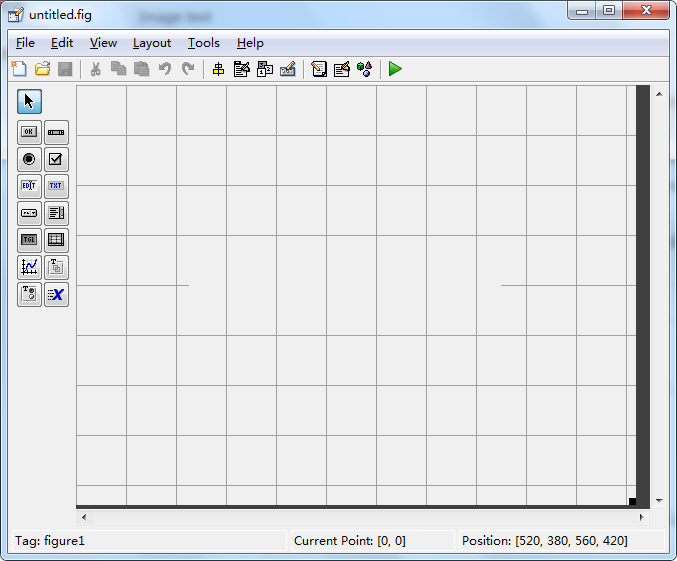 untitled.fig
File Edit View Layout Tools Help
OK
EDIT TXT
TGL
T
T
X
Tag: figure1 Current Point: [0, 0] Position: [520, 380, 560, 420]